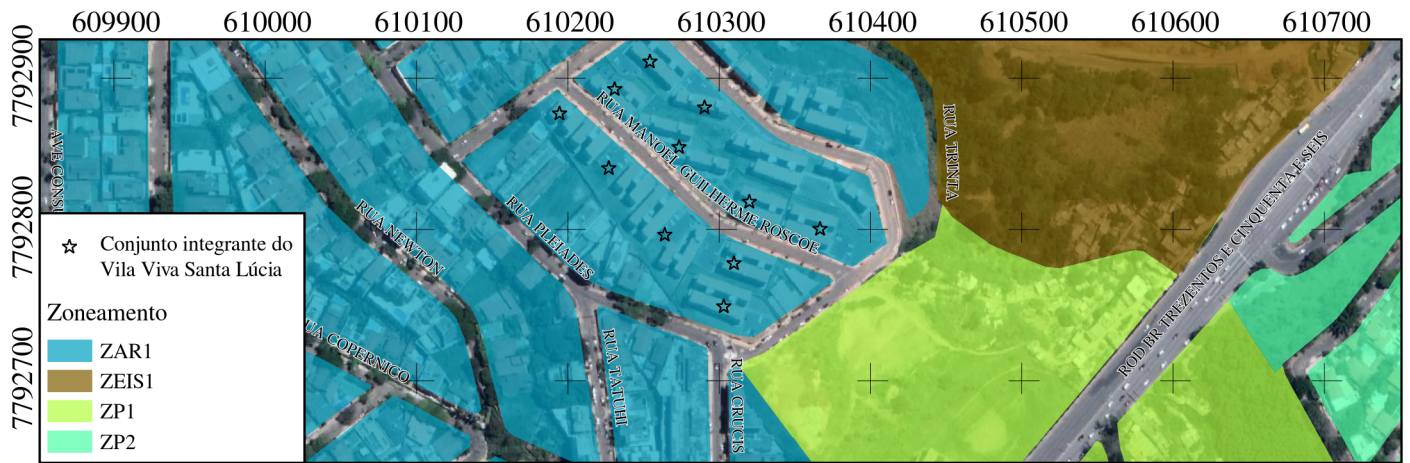 609900 610000 610100 610200 610300 610400 610500 610600 610700
7792900
7792800
7792700
AVE CONSU
RUA MANOEL GUILHERME ROSCOE
RUA TRINTA
ROD BR TREZENTOS E CINQUENTA E SEIS
RUA NEWTON
RUA PLEIADES
UA COPERNICO
RUA TATUHI
RUA CRUCIS
Conjunto integrante do
Vila Viva Santa Lúcia
Zoneamento
ZAR1
ZEIS1
ZP1
ZP2